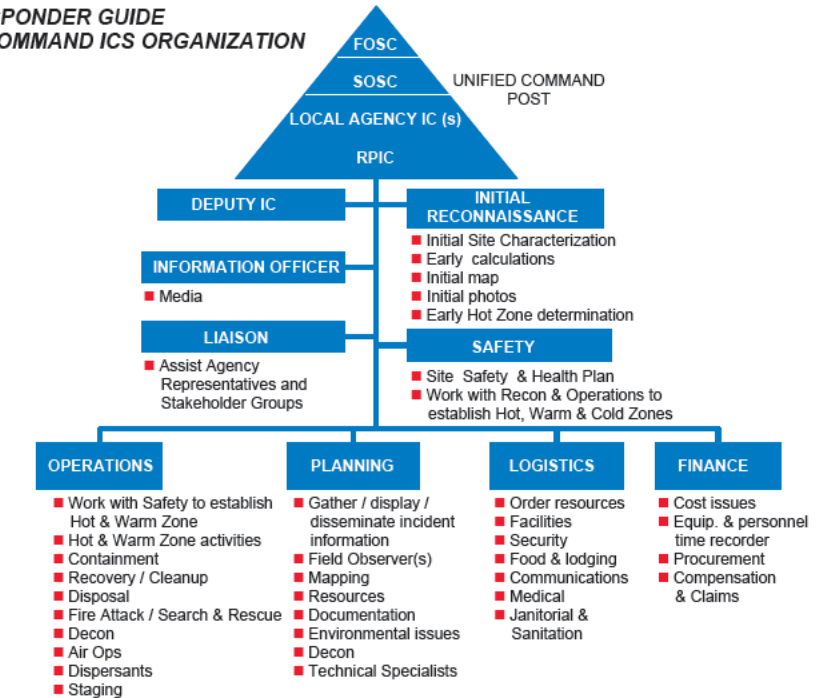 PONDER GUIDE
OMMAND ICS ORGANIZATION
FOSC
SOSC
LOCAL AGENCY IC (s)
RPIC
UNIFIED COMMAND
POST
DEPUTY IC
INITIAL
RECONNAISSANCE
Initial Site Characterization
Early calculations
Initial map
Initial photos
Early Hot Zone determination
INFORMATION OFFICER
Media
LIAISON
Assist Agency
Representatives and
Stakeholder Groups
SAFETY
Site Safety & Health Plan
Work with Recon & Operations to
establish Hot, Warm & Cold Zones
OPERATIONS
Work with Safety to establish
Hot & Warm Zone
Hot & Warm Zone activities
Containment
Recovery / Cleanup
Disposal
Fire Attack / Search & Rescue
Decon
Air Ops
Dispersants
Staging
PLANNING
Gather / display /
disseminate incident
information
Field Observer(s)
Mapping
Resources
Documentation
Environmental issues
Decon
Technical Specialists
LOGISTICS
Order resources
Facilities
Security
Food & lodging
Communications
Medical
Janitorial &
Sanitation
FINANCE
Cost issues
Equip. & personnel
time recorder
Procurement
Compensation
& Claims